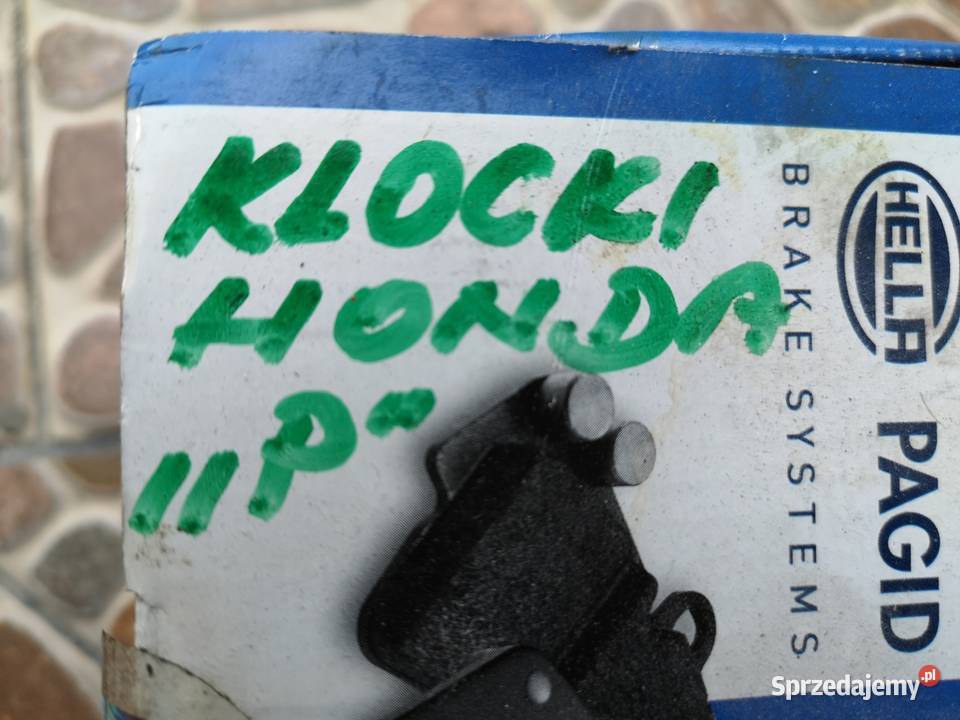 KLOCKI
HONDA
„P"
BRAKE SYSTEMS
HELLA
PAGID
Sprzedajemy.pl